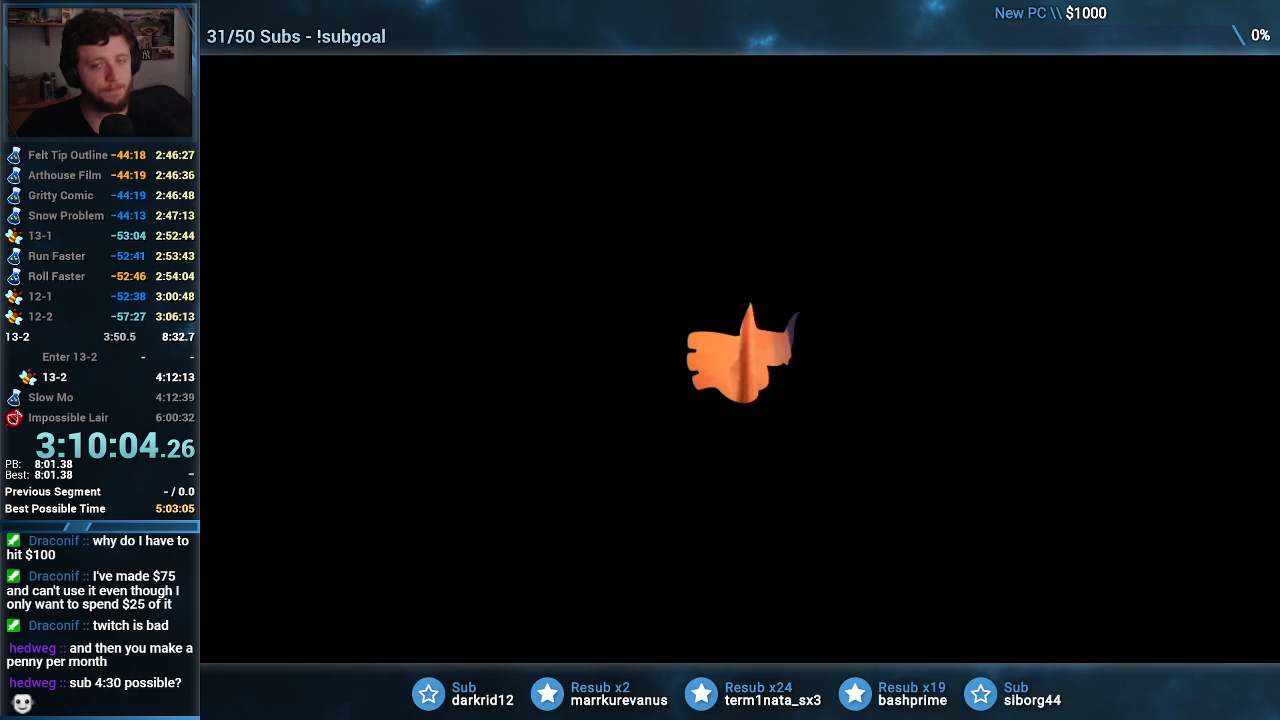 31/50 Subs - !subgoal
New PC \\ $1000
0%
Felt Tip Outline -44:18 2:46:27
Arthouse Film -44:19 2:46:36
Gritty Comic -44:19 2:46:48
Snow Problem -44:13 2:47:13
13-1 -53:04 2:52:44
Run Faster -52:41 2:53:43
Roll Faster -52:46 2:54:04
12-1 -52:38 3:00:48
12-2 -57:27 3:06:13
13-2 3:50.5 8:32.7
Enter 13-2 - -
13-2 4:12:13
Slow Mo 4:12:39
Impossible Lair 6:00:32
3:10:04.26
PB: 8:01.38
Best: 8:01.38 -
Previous Segment - / 0.0
Best Possible Time 5:03:05
Draconif :: why do I have to
hit $100
Draconif :: I've made $75
and can't use it even though I
only want to spend $25 of it
Draconif :: twitch is bad
hedweg :: and then you make a
penny per month
hedweg :: sub 4:30 possible?
Sub
darkrid12
Resub x2
marrkurevanus
Resub x24
term1nata_sx3
Resub x19
bashprime
Sub
siborg44